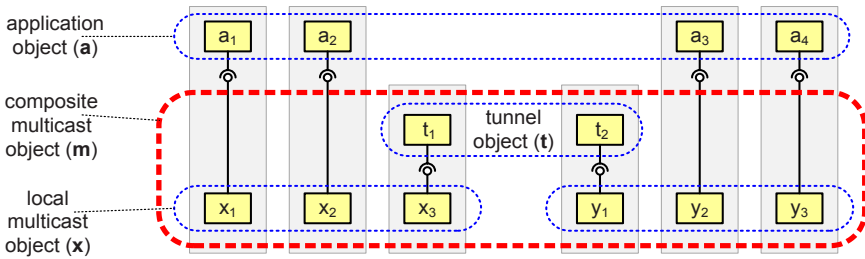 application
object (a)
a1 a2 a3 a4
composite
multicast
object (m)
tunnel
object (t)
t1 t2
local
multicast
object (x)
x1 x2 x3 y1 y2 y3